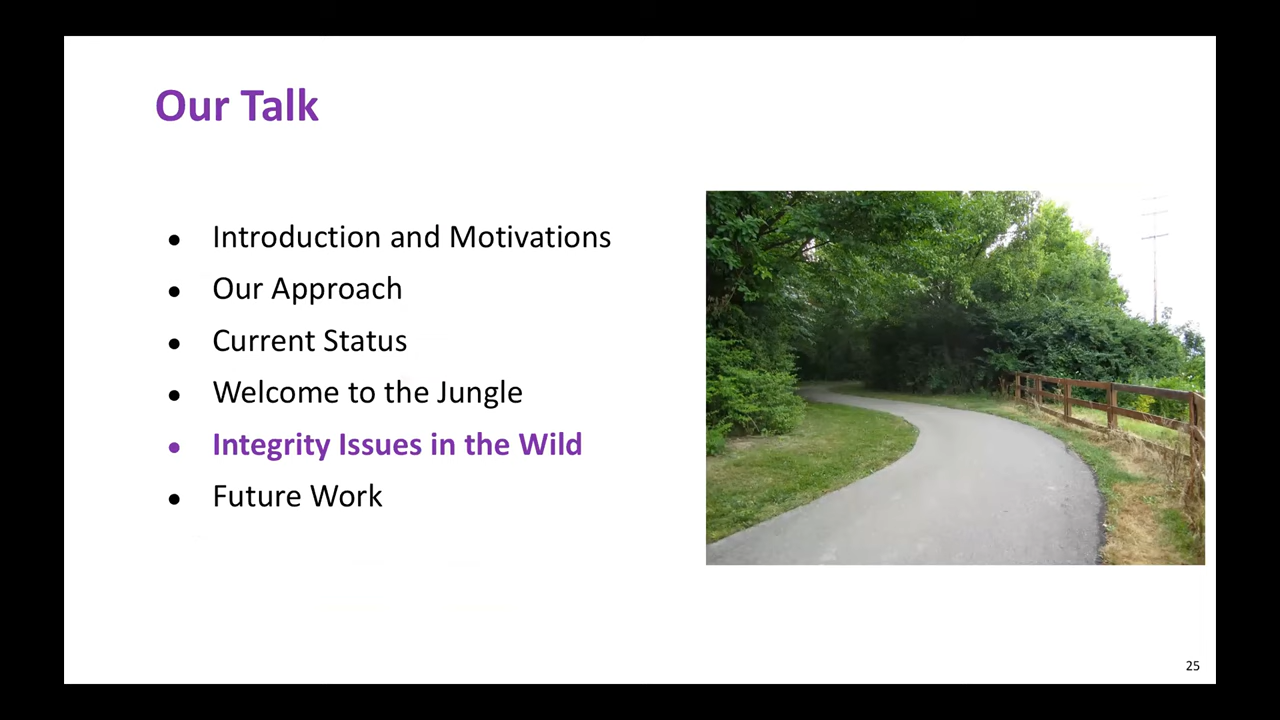 Our Talk
● Introduction and Motivations
● Our Approach
● Current Status
● Welcome to the Jungle
● Integrity Issues in the Wild
● Future Work
25